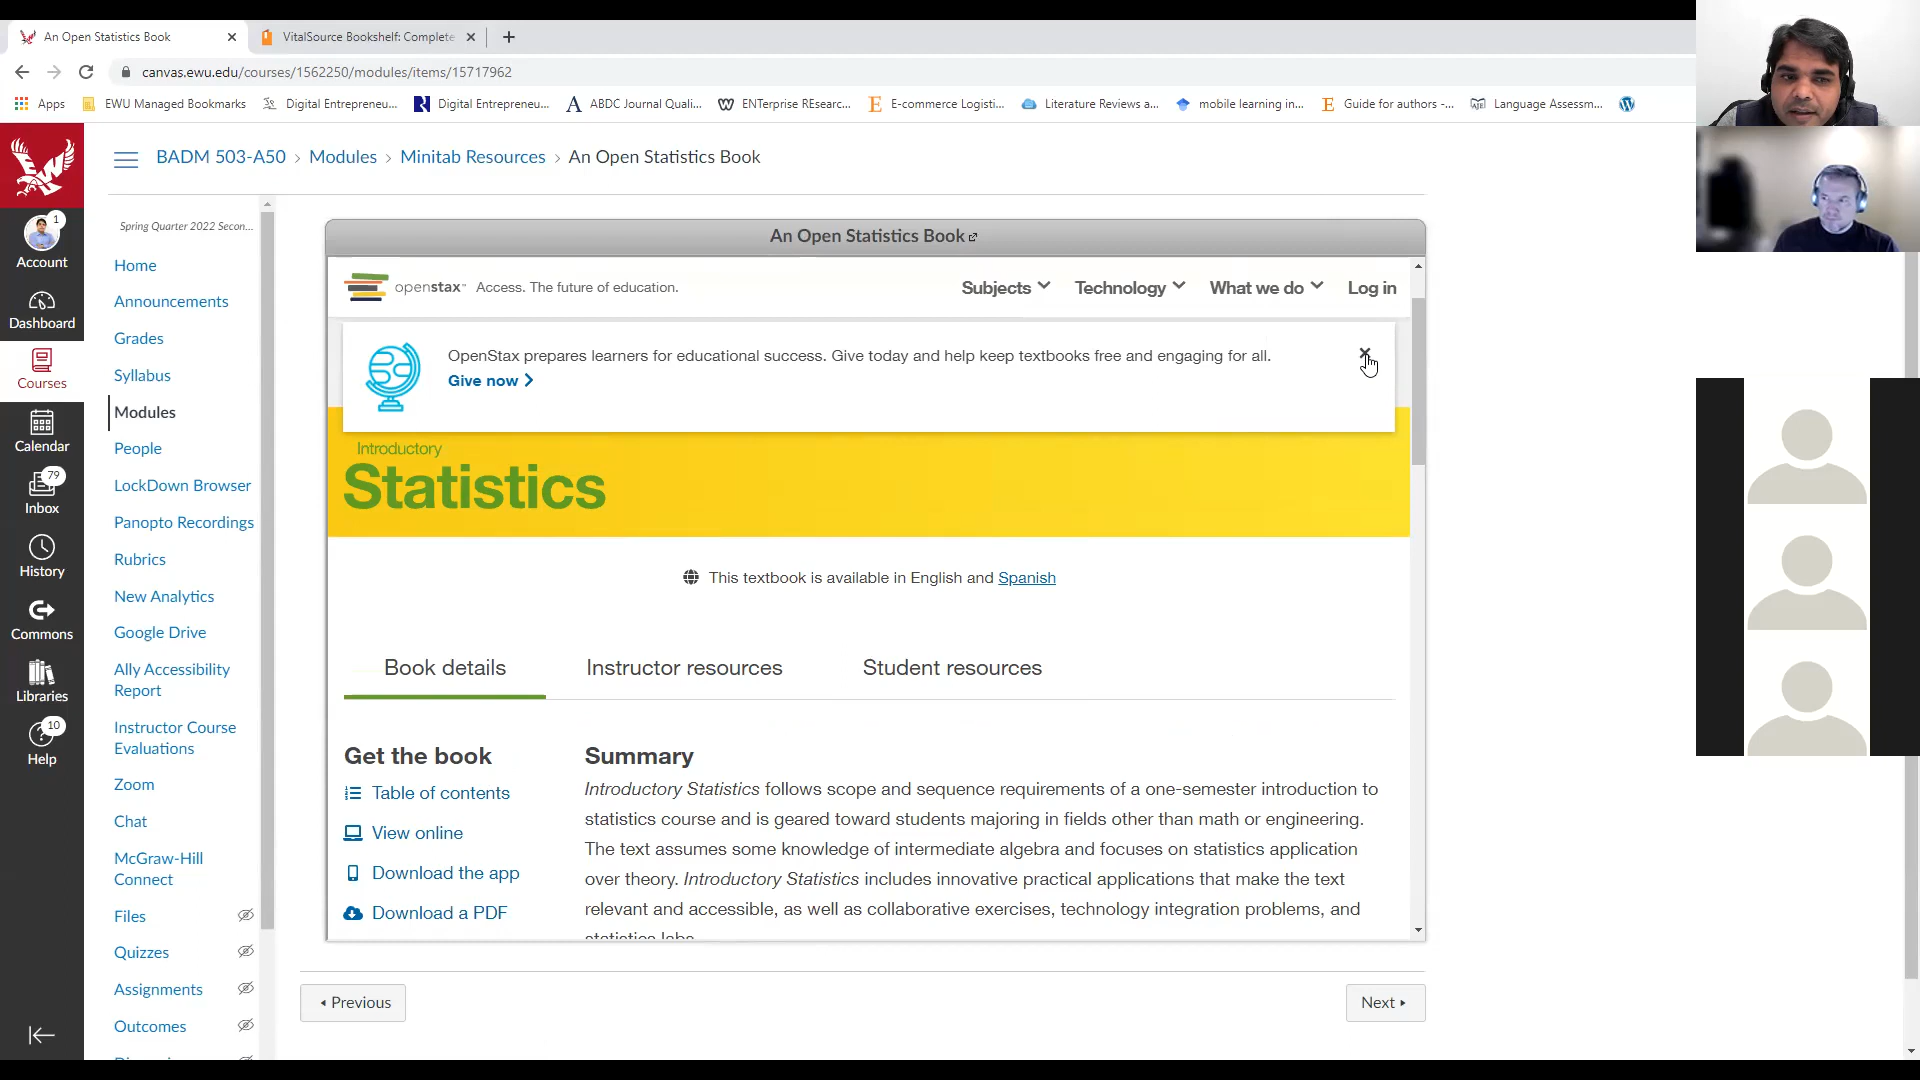 An Open Statistics Book
VitalSource Bookshelf: Complete
canvas.ewu.edu/courses/1562250/modules/items/15717962
Apps
EWU Managed Bookmarks
Digital Entrepreneu...
Digital Entrepreneu...
ABDC Journal Quali...
ENTerprise REsearc...
E-commerce Logisti...
Literature Reviews a...
mobile learning in...
Guide for authors -...
Language Assessm...
BADM 503-A50 › Modules › Minitab Resources › An Open Statistics Book
1
Account
Dashboard
Courses
Calendar
79
Inbox
History
Commons
Libraries
10
Help
Spring Quarter 2022 Secon...
Home
Announcements
Grades
Syllabus
Modules
People
LockDown Browser
Panopto Recordings
Rubrics
New Analytics
Google Drive
Ally Accessibility
Report
Instructor Course
Evaluations
Zoom
Chat
McGraw-Hill
Connect
Files
Quizzes
Assignments
Outcomes
An Open Statistics Book
openstax™ Access. The future of education.
Subjects
Technology
What we do
Log in
OpenStax prepares learners for educational success. Give today and help keep textbooks free and engaging for all.
Give now
Introductory
Statistics
This textbook is available in English and Spanish
Book details
Instructor resources
Student resources
Get the book
Table of contents
View online
Download the app
Download a PDF
Summary
Introductory Statistics follows scope and sequence requirements of a one-semester introduction to
statistics course and is geared toward students majoring in fields other than math or engineering.
The text assumes some knowledge of intermediate algebra and focuses on statistics application
over theory. Introductory Statistics includes innovative practical applications that make the text
relevant and accessible, as well as collaborative exercises, technology integration problems, and
statistics labs.
Previous
Next